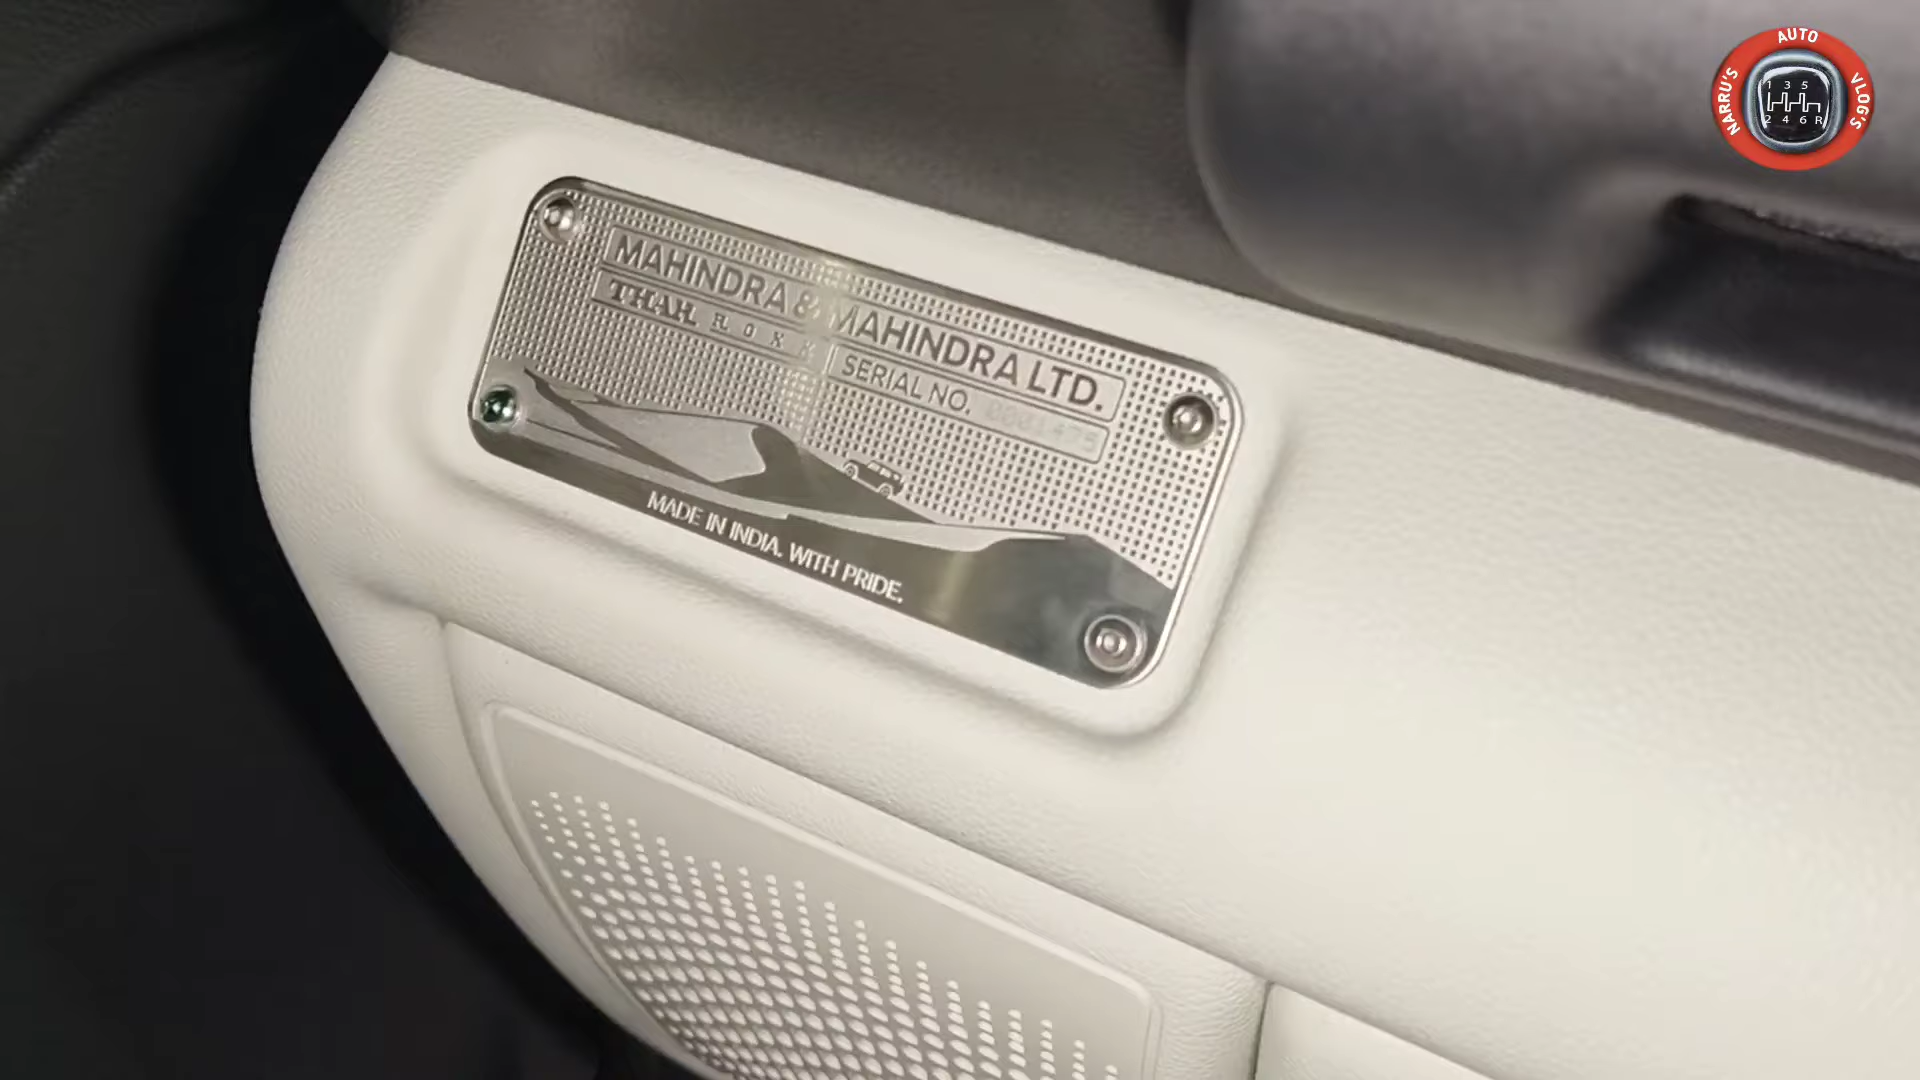 NARRU'S AUTO VLOG'S
1 3 5
2 4 6 R
MAHINDRA & MAHINDRA LTD.
THAR ROXX
SERIAL NO.
MADE IN INDIA. WITH PRIDE.